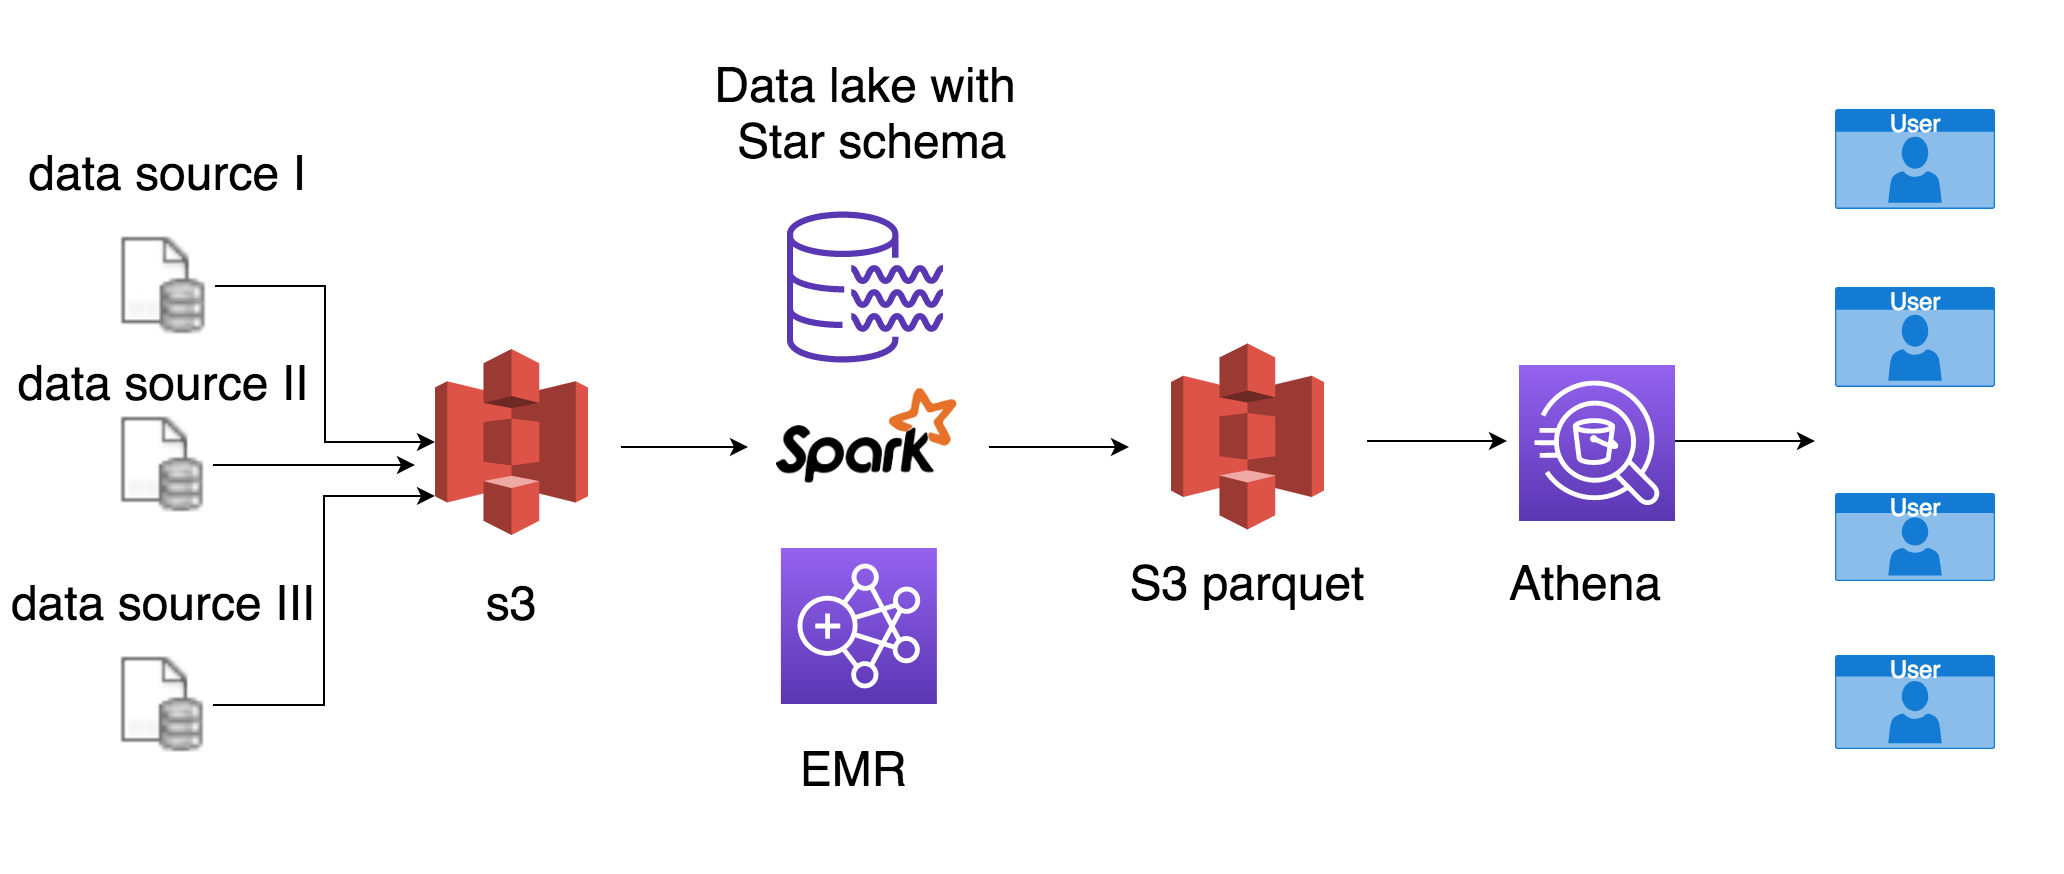 Data lake with
Star schema
data source I
data source II
data source III
s3
Spark
EMR
S3 parquet
Athena
User
User
User
User